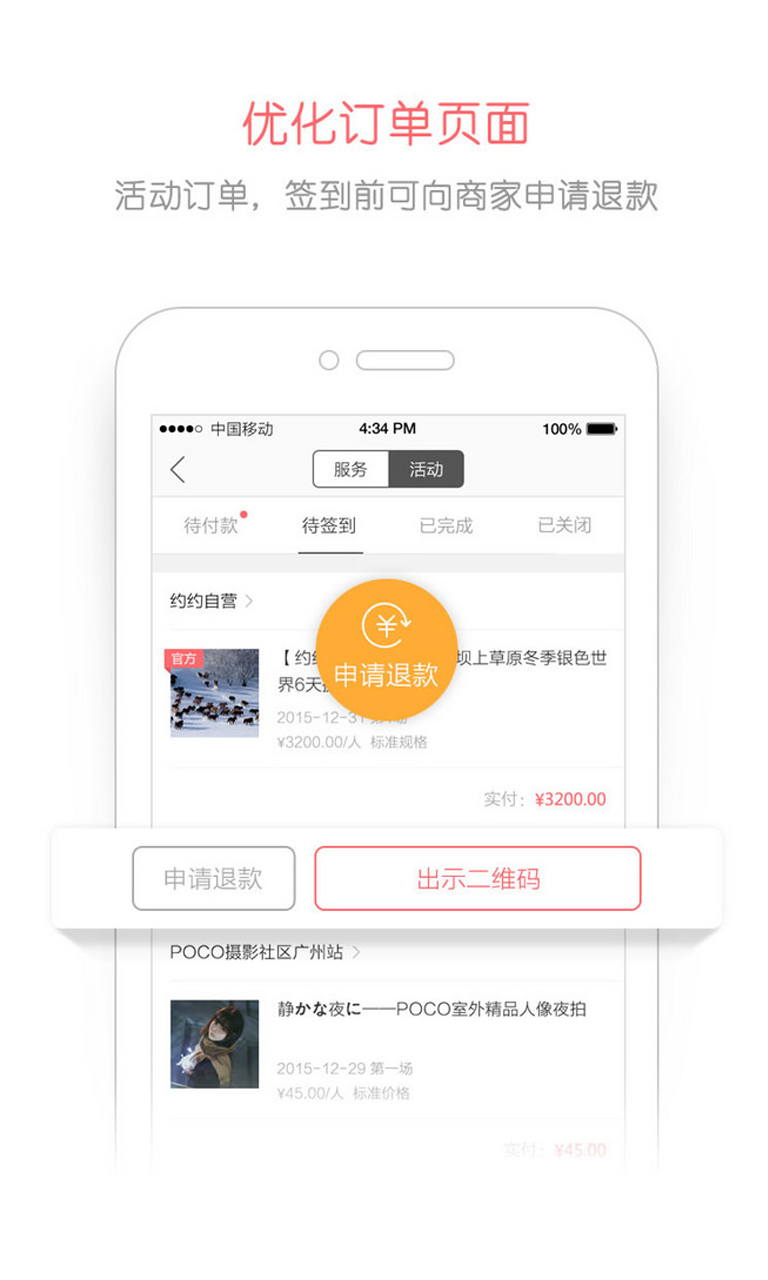 优化订单页面
活动订单，签到前可向商家申请退款
中国移动 4:34 PM 100%
服务 活动
待付款 待签到 已完成 已关闭
约约自营
官方
【约 坝上草原冬季银色世
界6天
申请退款
2015-12-31
¥3200.00/人 标准规格
实付：¥3200.00
申请退款 出示二维码
POCO摄影社区广州站
静かな夜に——POCO室外精品人像夜拍
2015-12-29 第一场
¥45.00/人 标准价格
实付：¥45.00